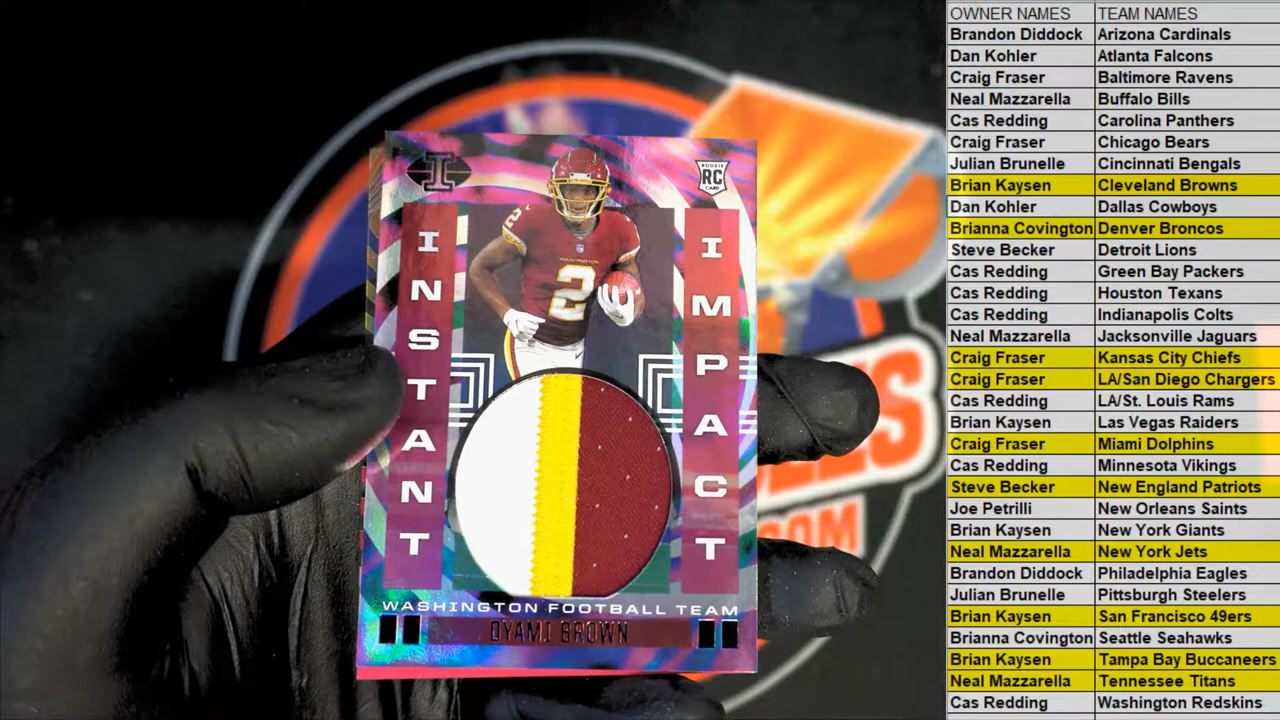 OWNER NAMES TEAM NAMES
Brandon Diddock Arizona Cardinals
Dan Kohler Atlanta Falcons
Craig Fraser Baltimore Ravens
Neal Mazzarella Buffalo Bills
Cas Redding Carolina Panthers
Craig Fraser Chicago Bears
Julian Brunelle Cincinnati Bengals
Brian Kaysen Cleveland Browns
Dan Kohler Dallas Cowboys
Brianna Covington Denver Broncos
Steve Becker Detroit Lions
Cas Redding Green Bay Packers
Cas Redding Houston Texans
Cas Redding Indianapolis Colts
Neal Mazzarella Jacksonville Jaguars
Craig Fraser Kansas City Chiefs
Craig Fraser LA/San Diego Chargers
Cas Redding LA/St. Louis Rams
Brian Kaysen Las Vegas Raiders
Craig Fraser Miami Dolphins
Cas Redding Minnesota Vikings
Steve Becker New England Patriots
Joe Petrilli New Orleans Saints
Brian Kaysen New York Giants
Neal Mazzarella New York Jets
Brandon Diddock Philadelphia Eagles
Julian Brunelle Pittsburgh Steelers
Brian Kaysen San Francisco 49ers
Brianna Covington Seattle Seahawks
Brian Kaysen Tampa Bay Buccaneers
Neal Mazzarella Tennessee Titans
Cas Redding Washington Redskins
I
ROOKIE
RC
CARD
INSTANT
IMPACT
2
WASHINGTON
2
WASHINGTON FOOTBALL TEAM
DYAMI BROWN